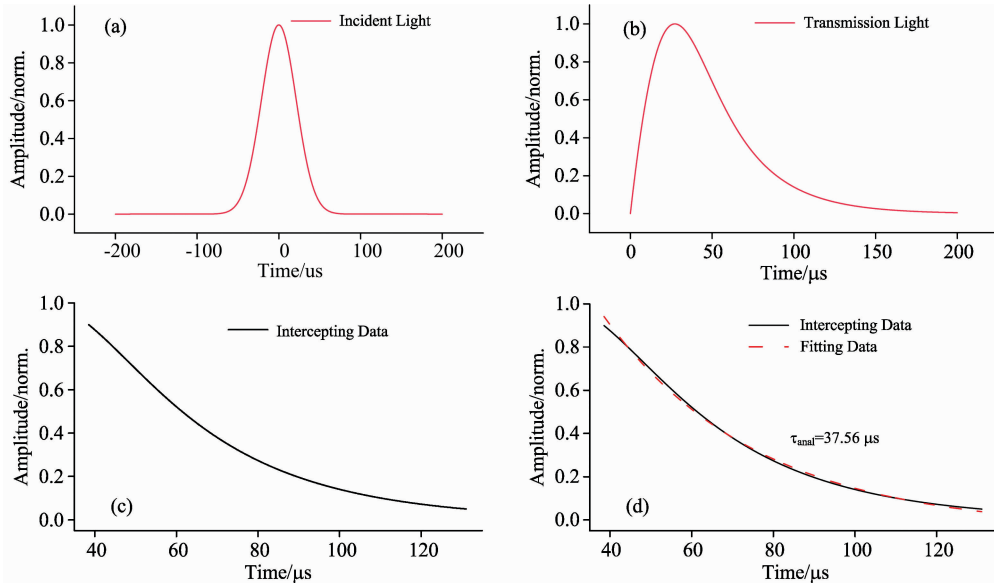 (a)
Incident Light
Amplitude/norm.
1.0
0.8
0.6
0.4
0.2
0.0
-200
-100
0
100
200
Time/us
(b)
Transmission Light
Amplitude/norm.
1.0
0.8
0.6
0.4
0.2
0.0
0
50
100
150
200
Time/μs
Intercepting Data
Amplitude/norm.
1.0
0.8
0.6
0.4
0.2
0.0
(c)
40
60
80
100
120
Time/μs
Intercepting Data
Fitting Data
τanal=37.56 μs
Amplitude/norm.
1.0
0.8
0.6
0.4
0.2
0.0
(d)
40
60
80
100
120
Time/μs